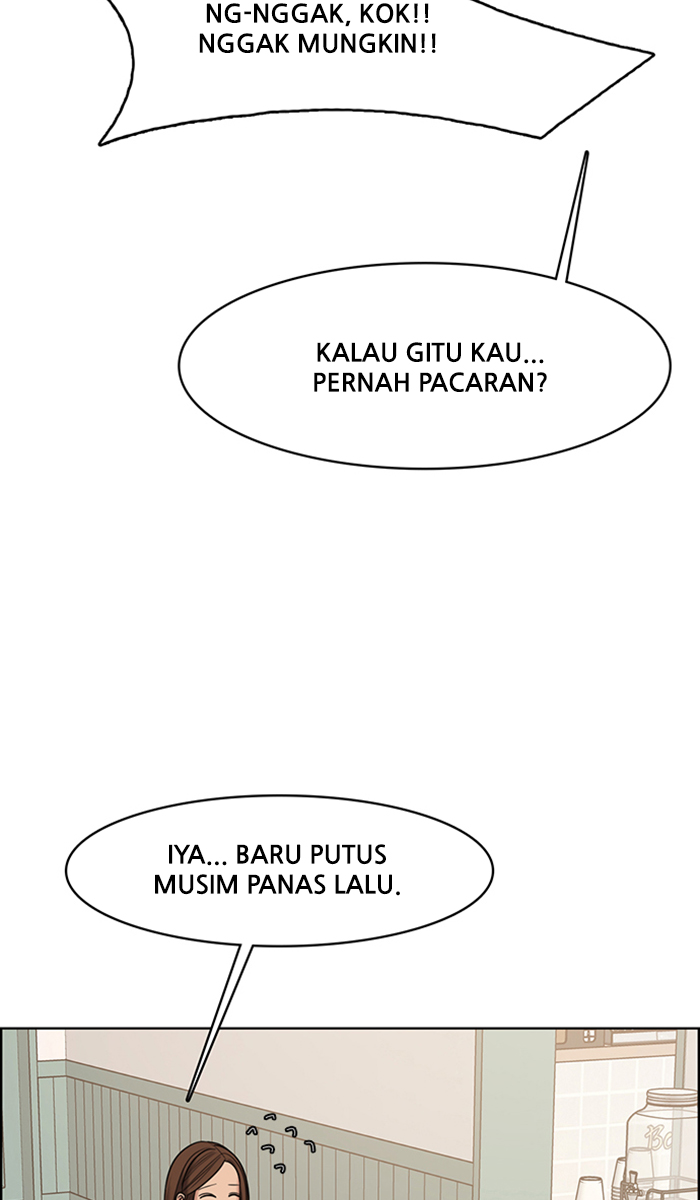 NG-NGGAK, KOK!!
NGGAK MUNGKIN!!
KALAU GITU KAU...
PERNAH PACARAN?
IYA... BARU PUTUS
MUSIM PANAS LALU.